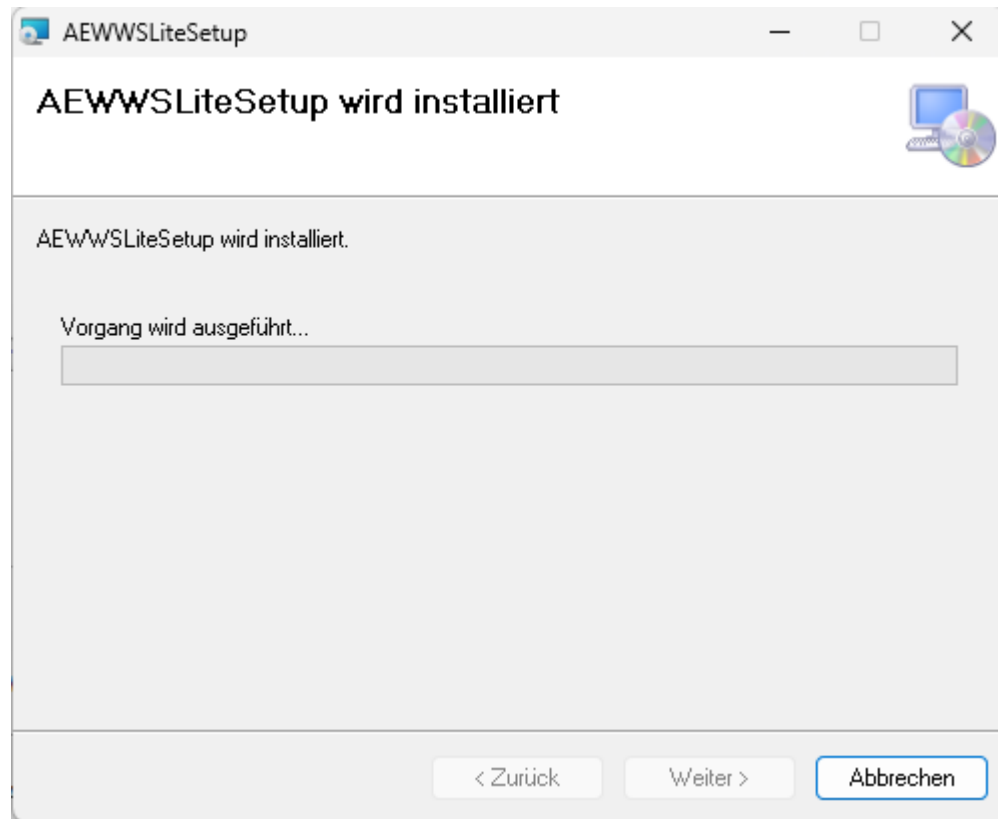 AEWWSLiteSetup
AEWWSLiteSetup wird installiert
AEWWSLiteSetup wird installiert.
Vorgang wird ausgeführt...
< Zurück
Weiter >
Abbrechen